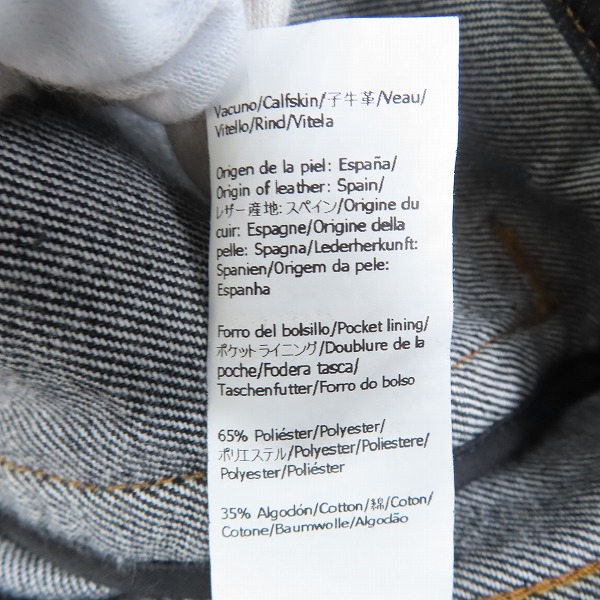 Vacuno/Calfskin/子牛革/Veau/
Vitello/Rind/Vitela
Origen de la piel: España/
Origin of leather: Spain/
レザー産地: スペイン/Origine du
cuir: Espagne/Origine della
pelle: Spagna/Lederherkunft:
Spanien/Origem da pele:
Espanha
Forro del bolsillo/Pocket lining/
ポケットライニング/Doublure de la
poche/Fodera tasca/
Taschenfutter/Forro do bolso
65% Poliéster/Polyester/
ポリエステル/Polyester/Poliestere/
Polyester/Poliéster
35% Algodón/Cotton/綿/Coton/
Cotone/Baumwolle/Algodão